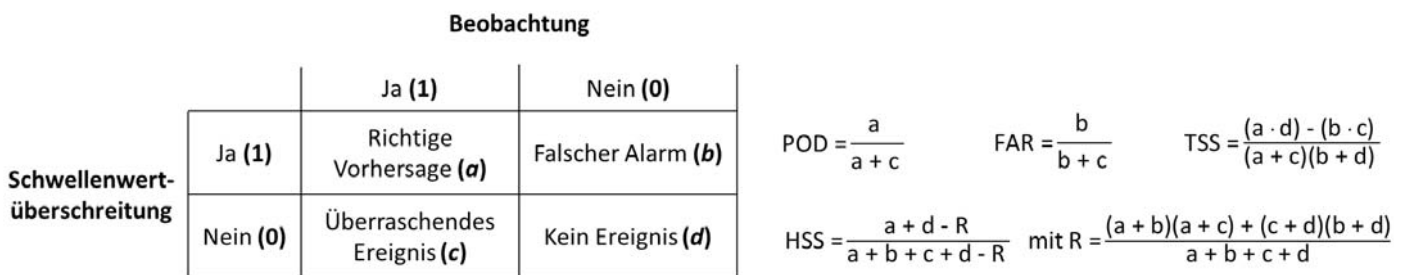 Beobachtung
Ja (1) Nein (0)
Schwellenwert-
überschreitung
Ja (1)
Richtige
Vorhersage (a)
Falscher Alarm (b)
Nein (0)
Überraschendes
Ereignis (c)
Kein Ereignis (d)
POD = a / a + c
FAR = b / b + c
TSS = (a · d) - (b · c) / (a + c)(b + d)
HSS = a + d - R / a + b + c + d - R mit R = (a + b)(a + c) + (c + d)(b + d) / a + b + c + d